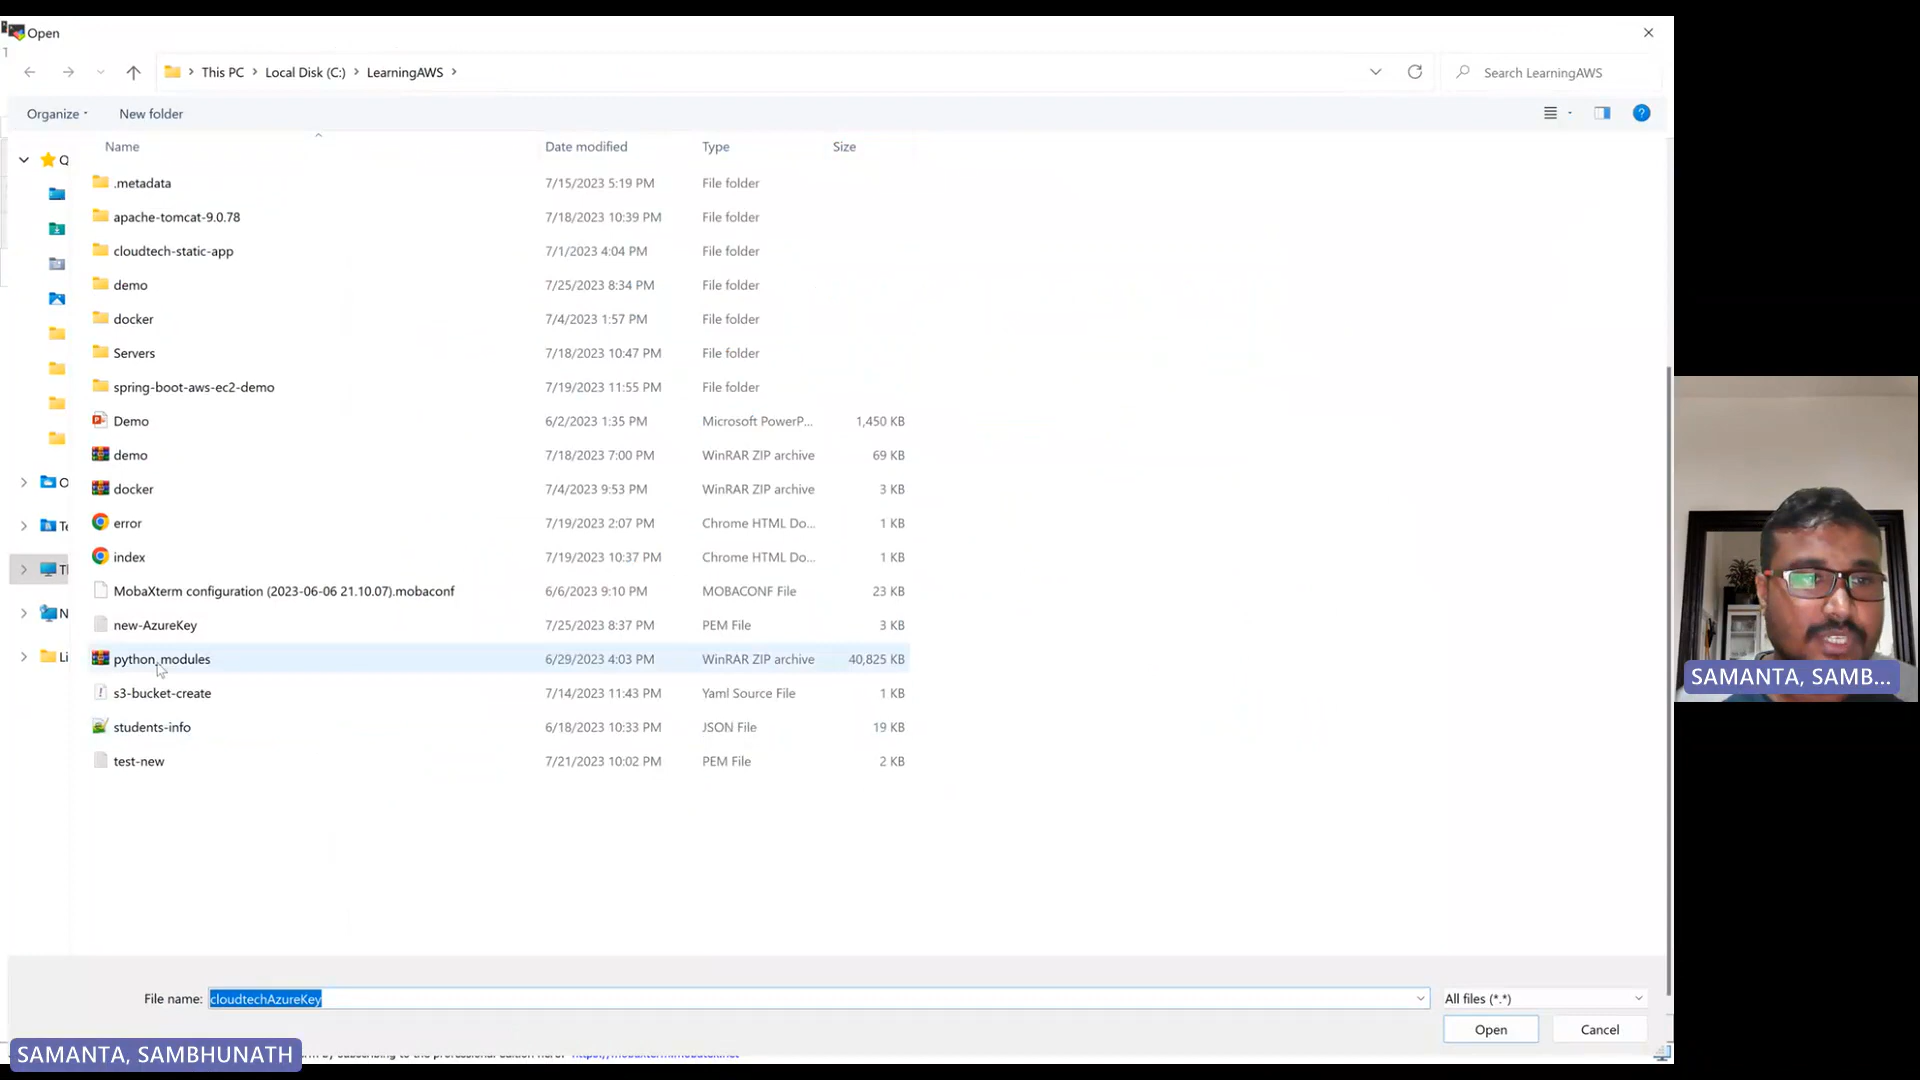 Open
This PC > Local Disk (C:) > LearningAWS >
Search LearningAWS
Organize
New folder
Name Date modified Type Size
Q
.metadata 7/15/2023 5:19 PM File folder
apache-tomcat-9.0.78 7/18/2023 10:39 PM File folder
cloudtech-static-app 7/1/2023 4:04 PM File folder
demo 7/25/2023 8:34 PM File folder
docker 7/4/2023 1:57 PM File folder
Servers 7/18/2023 10:47 PM File folder
spring-boot-aws-ec2-demo 7/19/2023 11:55 PM File folder
Demo 6/2/2023 1:35 PM Microsoft PowerP... 1,450 KB
demo 7/18/2023 7:00 PM WinRAR ZIP archive 69 KB
O
docker 7/4/2023 9:53 PM WinRAR ZIP archive 3 KB
Te
error 7/19/2023 2:07 PM Chrome HTML Do... 1 KB
index 7/19/2023 10:37 PM Chrome HTML Do... 1 KB
Tl
MobaXterm configuration (2023-06-06 21.10.07).mobaconf 6/6/2023 9:10 PM MOBACONF File 23 KB
N
new-AzureKey 7/25/2023 8:37 PM PEM File 3 KB
Li
python_modules 6/29/2023 4:03 PM WinRAR ZIP archive 40,825 KB
s3-bucket-create 7/14/2023 11:43 PM Yaml Source File 1 KB
students-info 6/18/2023 10:33 PM JSON File 19 KB
test-new 7/21/2023 10:02 PM PEM File 2 KB
File name: cloudtechAzureKey
All files (*.*)
Open
Cancel
SAMANTA, SAMBHUNATH
SAMANTA, SAMB...